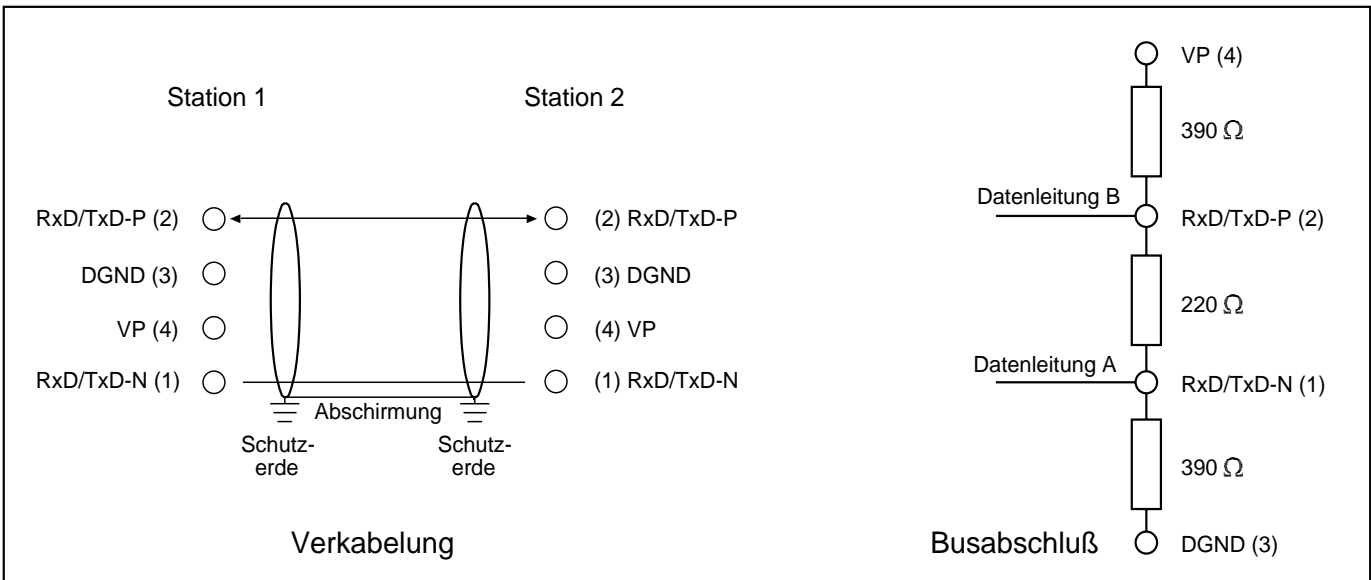 Station 1
Station 2
RxD/TxD-P (2)
(2) RxD/TxD-P
DGND (3)
(3) DGND
VP (4)
(4) VP
RxD/TxD-N (1)
(1) RxD/TxD-N
Abschirmung
Schutz-
erde
Schutz-
erde
Verkabelung
VP (4)
390 Ω
Datenleitung B
RxD/TxD-P (2)
220 Ω
Datenleitung A
RxD/TxD-N (1)
390 Ω
Busabschluß
DGND (3)